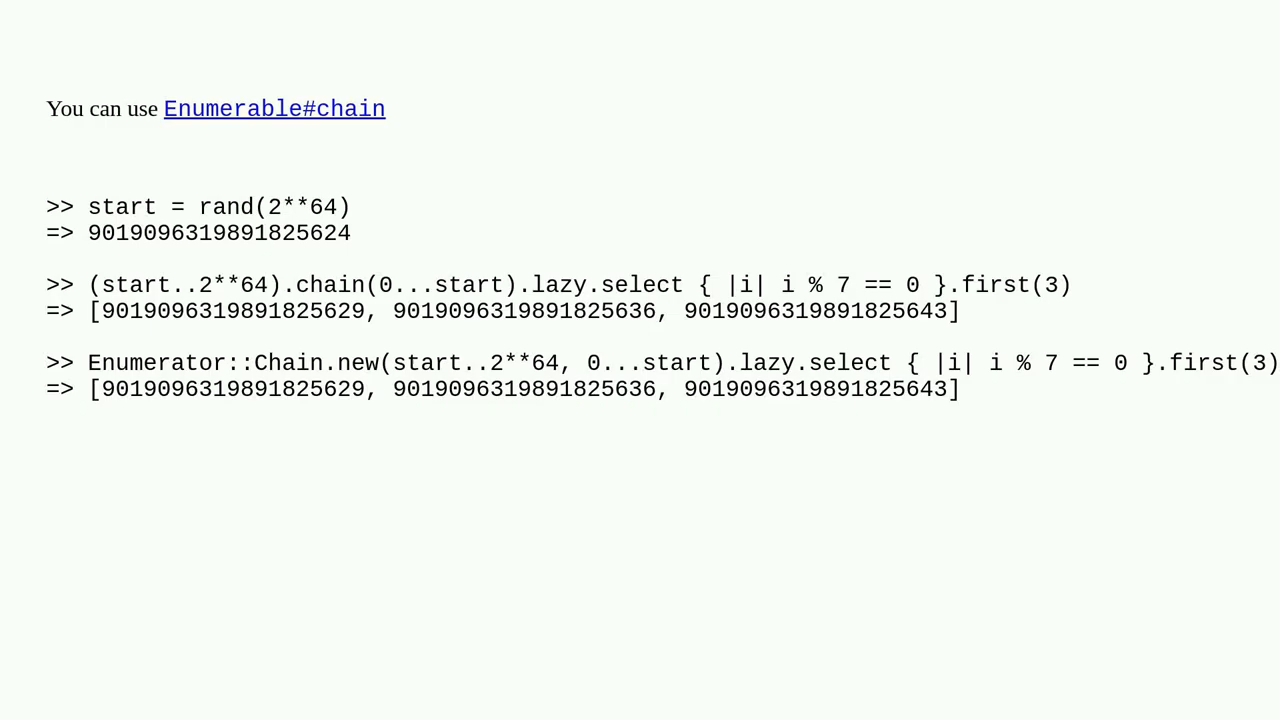 You can use Enumerable#chain
>> start = rand(2**64)
=> 9019096319891825624
>> (start..2**64).chain(0...start).lazy.select { |i| i % 7 == 0 }.first(3)
=> [9019096319891825629, 9019096319891825636, 9019096319891825643]
>> Enumerator::Chain.new(start..2**64, 0...start).lazy.select { |i| i % 7 == 0 }.first(3)
=> [9019096319891825629, 9019096319891825636, 9019096319891825643]